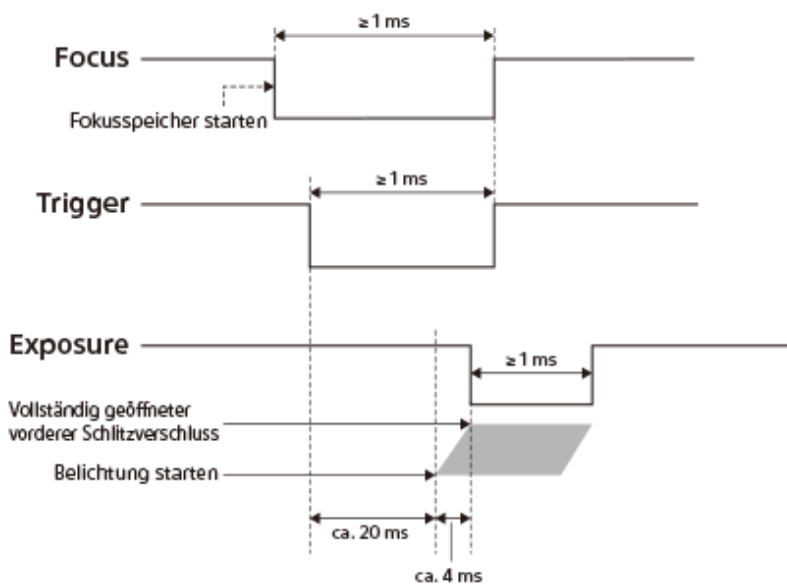 ≥1 ms
Focus
Fokusspeicher starten
≥1 ms
Trigger
Exposure
≥1 ms
Vollständig geöffneter
vorderer Schlitzverschluss
Belichtung starten
ca. 20 ms
ca. 4 ms